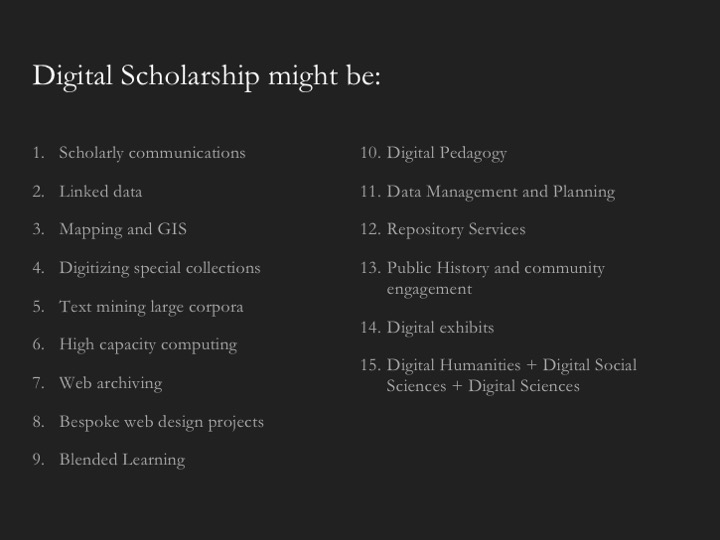 Digital Scholarship might be:
1. Scholarly communications
2. Linked data
3. Mapping and GIS
4. Digitizing special collections
5. Text mining large corpora
6. High capacity computing
7. Web archiving
8. Bespoke web design projects
9. Blended Learning
10. Digital Pedagogy
11. Data Management and Planning
12. Repository Services
13. Public History and community
engagement
14. Digital exhibits
15. Digital Humanities + Digital Social
Sciences + Digital Sciences